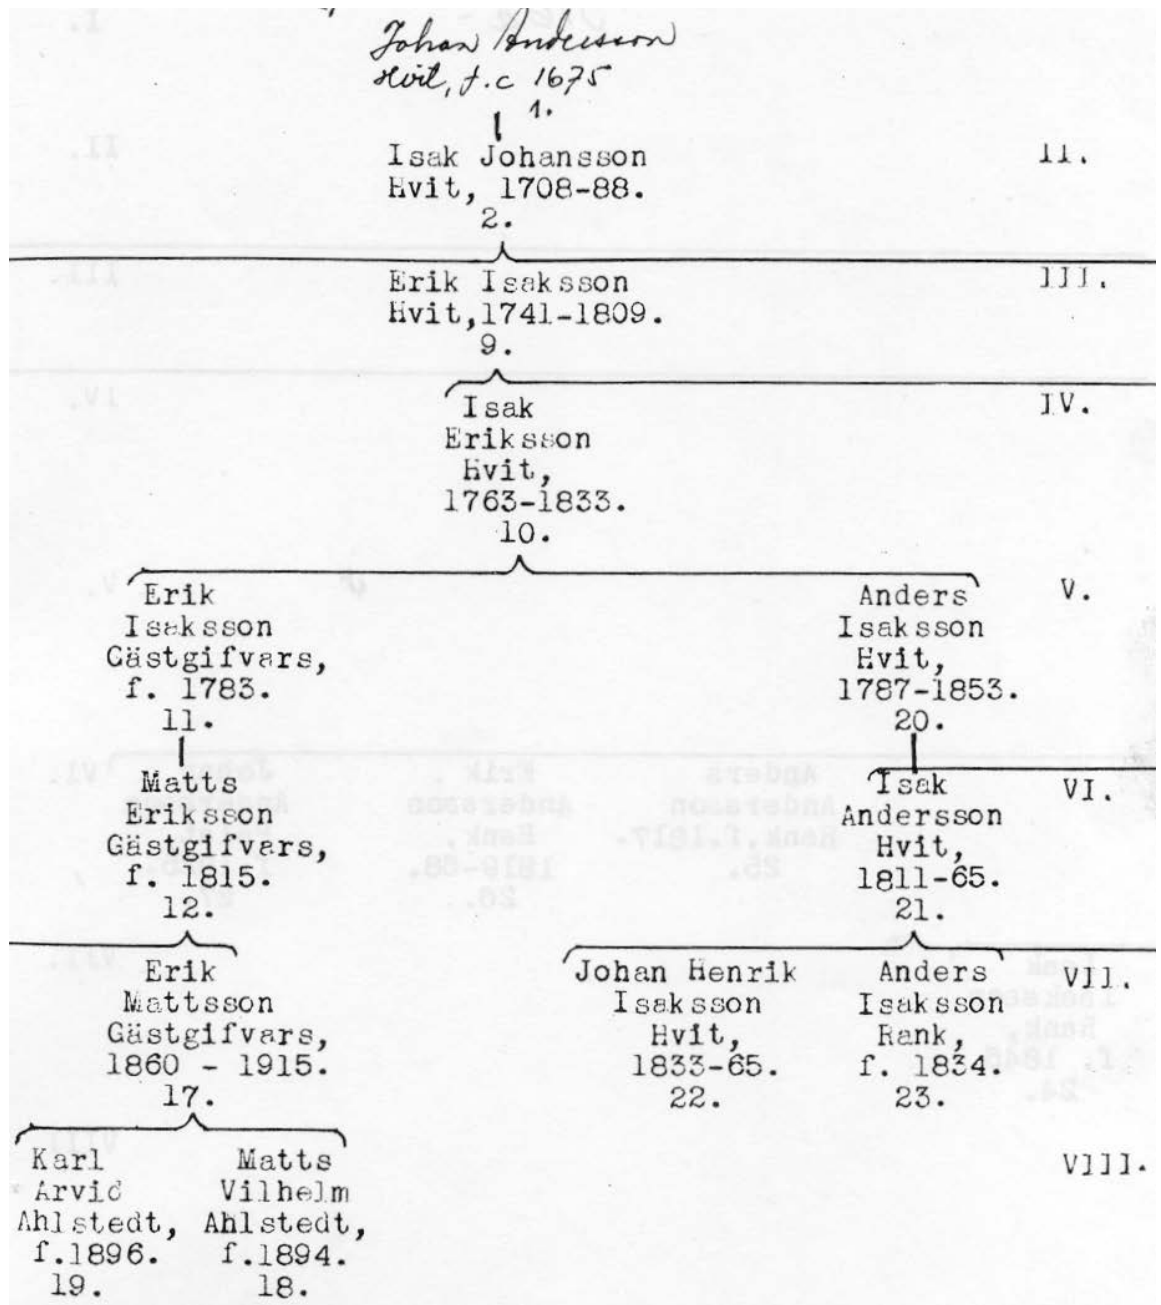 Johan Andersson
Hvit, f.c 1675
1.
Isak Johansson
Hvit, 1708-88.
2.
II.
Erik Isaksson
Hvit,1741-1809.
9.
III.
Isak
Eriksson
Hvit,
1763-1833.
10.
IV.
Erik
Isaksson
Gästgifvars,
f. 1783.
11.
Anders
Isaksson
Hvit,
1787-1853.
20.
V.
Matts
Eriksson
Gästgifvars,
f. 1815.
12.
Isak
Andersson
Hvit,
1811-65.
21.
VI.
Erik
Mattsson
Gästgifvars,
1860 - 1915.
17.
Johan Henrik
Isaksson
Hvit,
1833-65.
22.
Anders
Isaksson
Rank,
f. 1834.
23.
VII.
Karl
Arvid
Ahlstedt,
f.1896.
19.
Matts
Vilhelm
Ahlstedt,
f.1894.
18.
VIII.